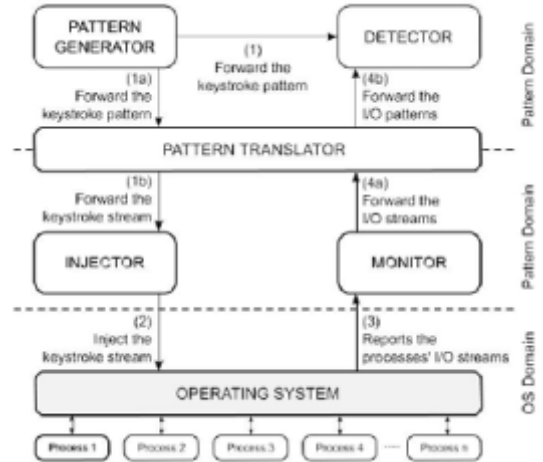 PATTERN
GENERATOR
(1)
Forward the
keystroke pattern
DETECTOR
(1a)
Forward the
keystroke pattern
(4b)
Forward the
I/O patterns
Pattern Domain
PATTERN TRANSLATOR
(1b)
Forward the
keystroke stream
(4a)
Forward the
I/O streams
INJECTOR
MONITOR
Pattern Domain
(2)
Inject the
keystroke stream
(3)
Reports the
processes' I/O streams
OPERATING SYSTEM
OS Domain
Process 1
Process 2
Process 3
Process 4
Process n